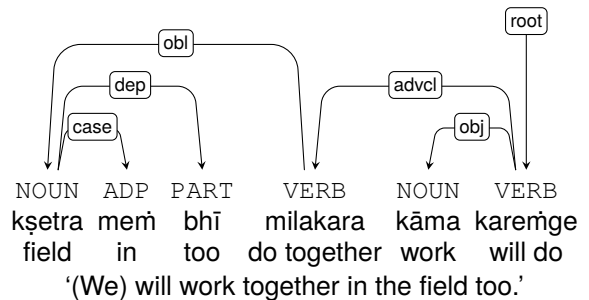 root
obl
dep
advcl
case
obj
NOUN ADP PART VERB NOUN VERB
kṣetra meṁ bhī milakara kāma kareṁge
field in too do together work will do
‘(We) will work together in the field too.’